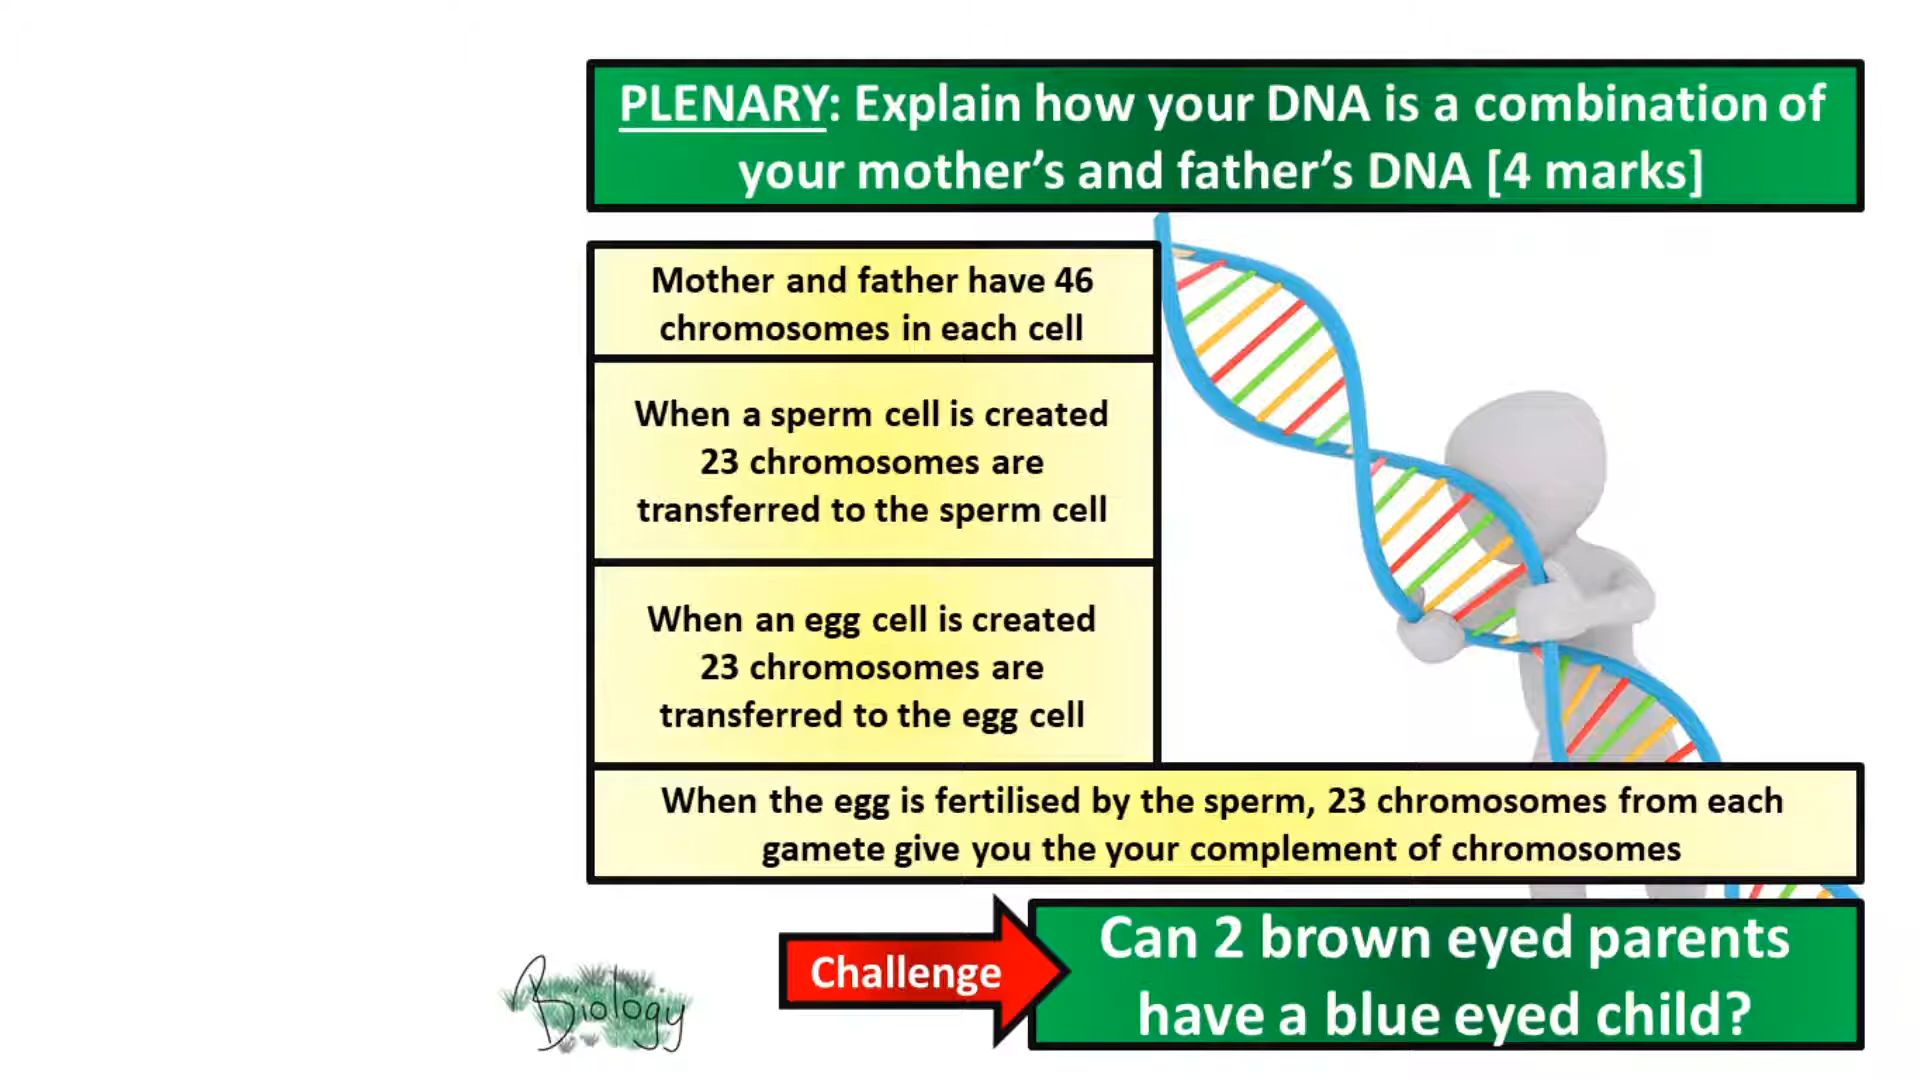 PLENARY: Explain how your DNA is a combination of
your mother’s and father’s DNA [4 marks]
Mother and father have 46
chromosomes in each cell
When a sperm cell is created
23 chromosomes are
transferred to the sperm cell
When an egg cell is created
23 chromosomes are
transferred to the egg cell
When the egg is fertilised by the sperm, 23 chromosomes from each
gamete give you the your complement of chromosomes
Challenge
Can 2 brown eyed parents
have a blue eyed child?
Biology